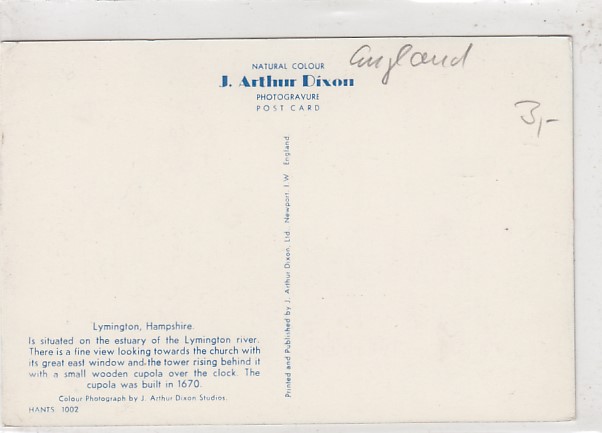 NATURAL COLOUR
J. Arthur Dixon
PHOTOGRAVURE
POST CARD
England
3,-
Printed and Published by J. Arthur Dixon, Ltd. Newport, I.W. England.
Lymington, Hampshire.
Is situated on the estuary of the Lymington river.
There is a fine view looking towards the church with
its great east window and the tower rising behind it
with a small wooden cupola over the clock. The
cupola was built in 1670.
Colour Photograph by J. Arthur Dixon Studios.
HANTS 1002